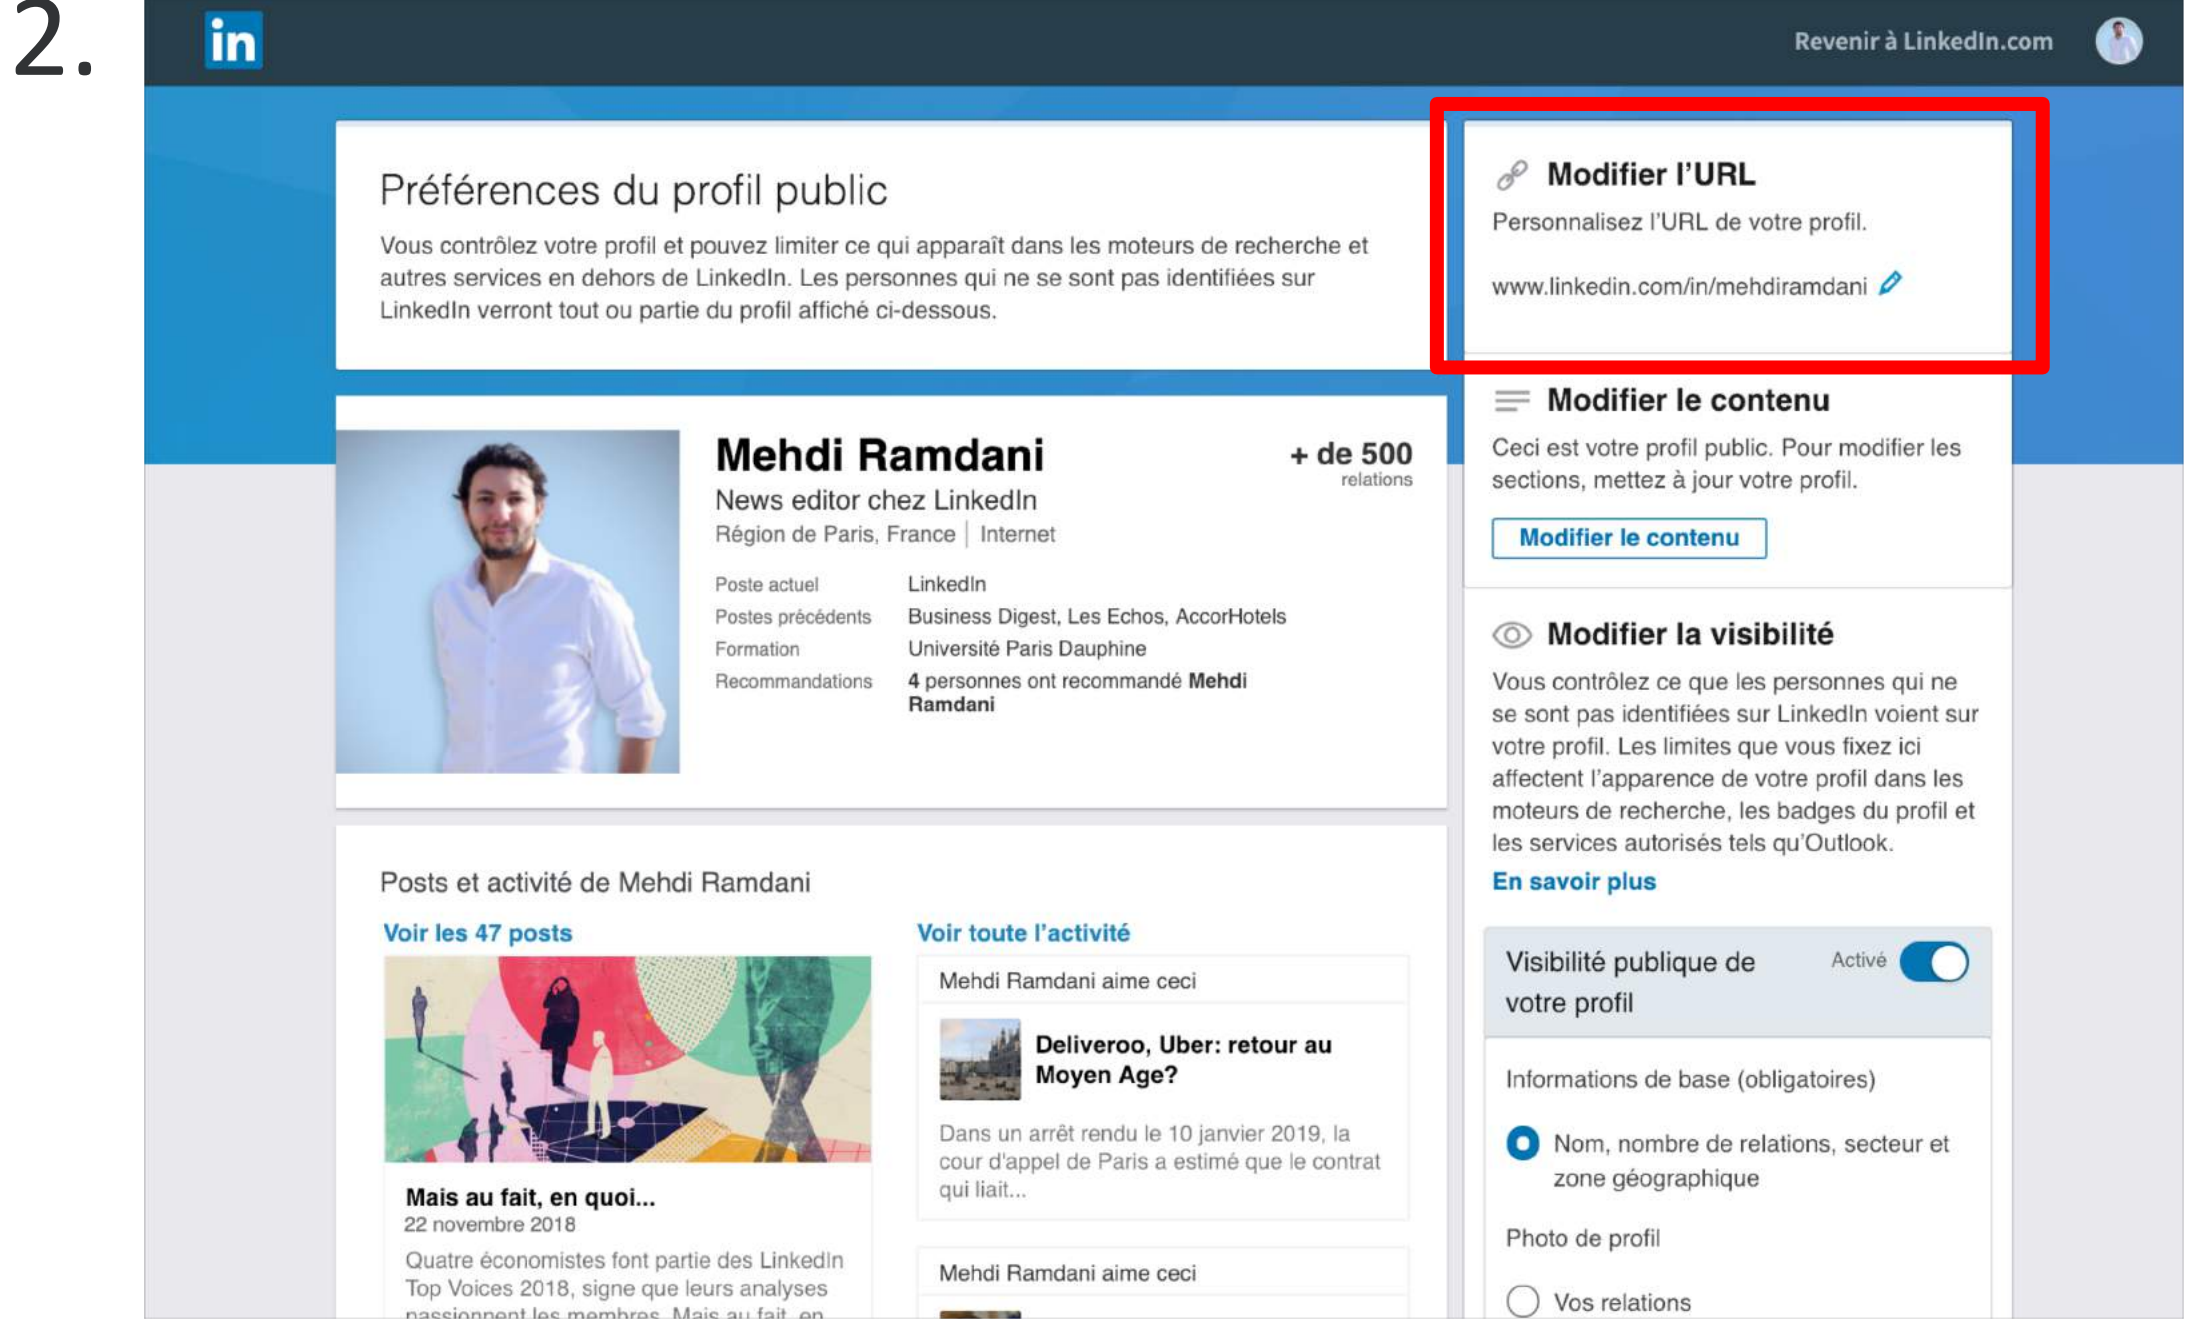 2.
in
Revenir à LinkedIn.com
Préférences du profil public
Vous contrôlez votre profil et pouvez limiter ce qui apparaît dans les moteurs de recherche et
autres services en dehors de LinkedIn. Les personnes qui ne se sont pas identifiées sur
LinkedIn verront tout ou partie du profil affiché ci-dessous.
Mehdi Ramdani
+ de 500
relations
News editor chez LinkedIn
Région de Paris, France | Internet
Poste actuel LinkedIn
Postes précédents Business Digest, Les Echos, AccorHotels
Formation Université Paris Dauphine
Recommandations 4 personnes ont recommandé Mehdi
Ramdani
Posts et activité de Mehdi Ramdani
Voir les 47 posts
Mais au fait, en quoi...
22 novembre 2018
Quatre économistes font partie des LinkedIn
Top Voices 2018, signe que leurs analyses
passionnent les membres. Mais au fait, en
Voir toute l'activité
Mehdi Ramdani aime ceci
Deliveroo, Uber: retour au
Moyen Age?
Dans un arrêt rendu le 10 janvier 2019, la
cour d'appel de Paris a estimé que le contrat
qui liait...
Mehdi Ramdani aime ceci
Modifier l'URL
Personnalisez l'URL de votre profil.
www.linkedin.com/in/mehdiramdani
Modifier le contenu
Ceci est votre profil public. Pour modifier les
sections, mettez à jour votre profil.
Modifier le contenu
Modifier la visibilité
Vous contrôlez ce que les personnes qui ne
se sont pas identifiées sur LinkedIn voient sur
votre profil. Les limites que vous fixez ici
affectent l'apparence de votre profil dans les
moteurs de recherche, les badges du profil et
les services autorisés tels qu'Outlook.
En savoir plus
Visibilité publique de
votre profil
Activé
Informations de base (obligatoires)
Nom, nombre de relations, secteur et
zone géographique
Photo de profil
Vos relations